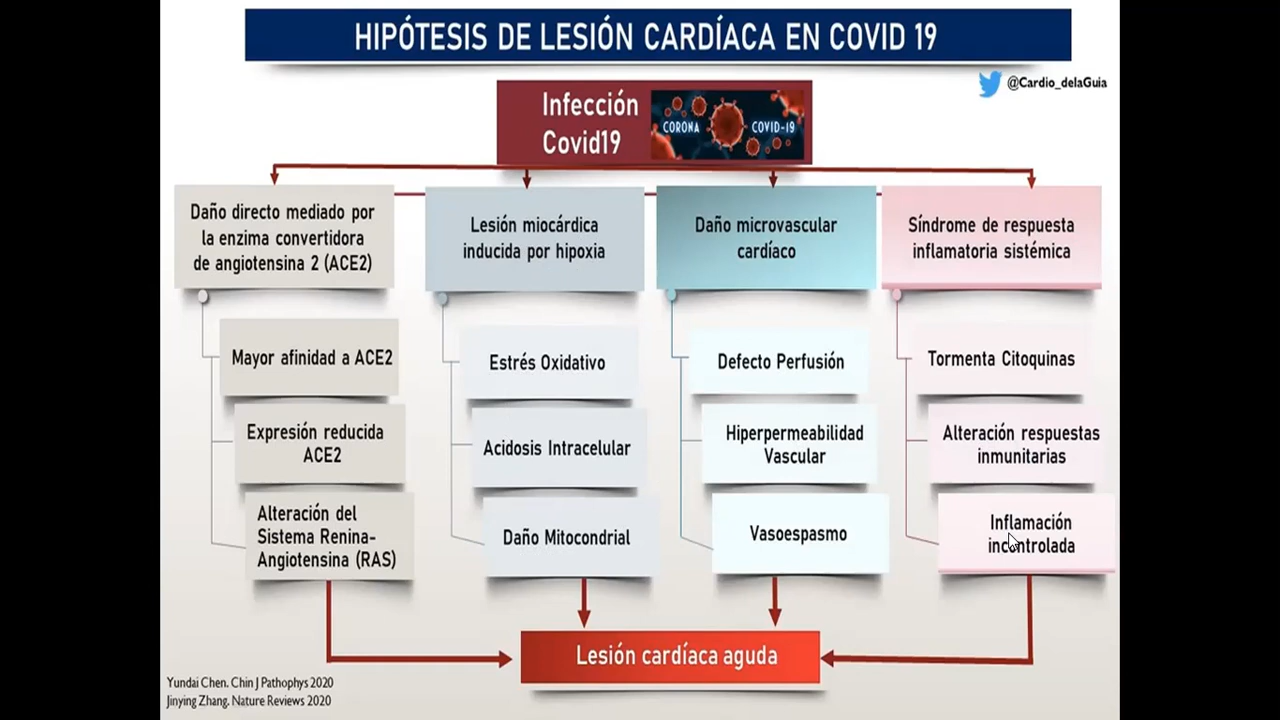 HIPÓTESIS DE LESIÓN CARDÍACA EN COVID 19
@Cardio_delaGuia
Infección
Covid19
CORONA COVID-19
Daño directo mediado por
la enzima convertidora
de angiotensina 2 (ACE2)
Mayor afinidad a ACE2
Expresión reducida
ACE2
Alteración del
Sistema Renina-
Angiotensina (RAS)
Lesión miocárdica
inducida por hipoxia
Estrés Oxidativo
Acidosis Intracelular
Daño Mitocondrial
Daño microvascular
cardíaco
Defecto Perfusión
Hiperpermeabilidad
Vascular
Vasoespasmo
Síndrome de respuesta
inflamatoria sistémica
Tormenta Citoquinas
Alteración respuestas
inmunitarias
Inflamación
incontrolada
Lesión cardíaca aguda
Yundai Chen. Chin J Pathophys 2020
Jinying Zhang. Nature Reviews 2020